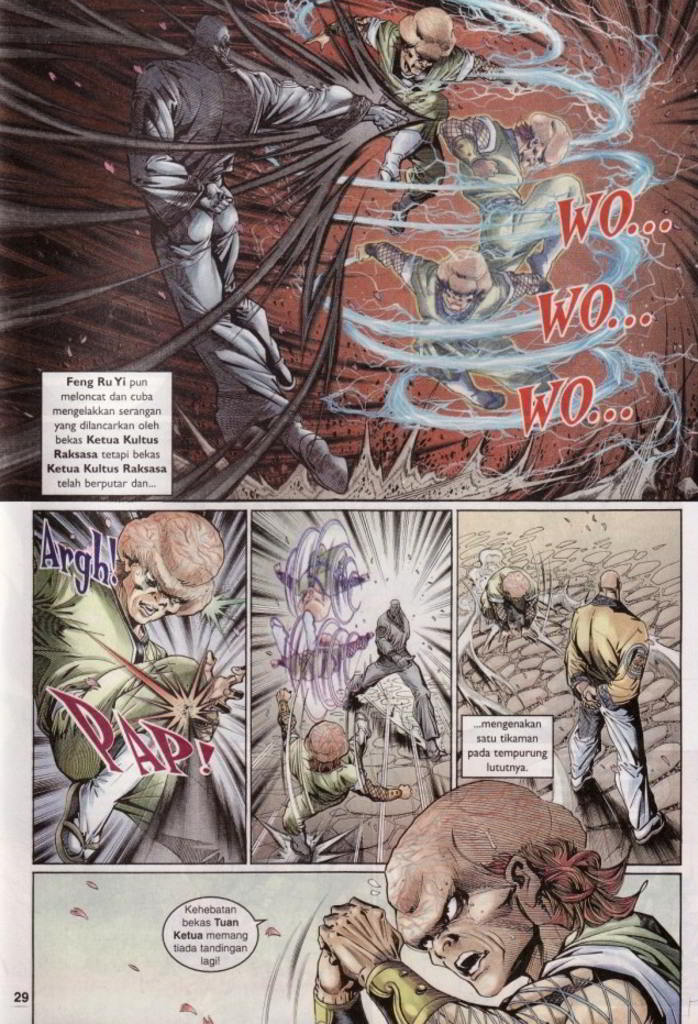 WO...
WO...
WO...
Feng Ru Yi pun
meloncat dan cuba
mengelakkan serangan
yang dilancarkan oleh
bekas Ketua Kultus
Raksasa tetapi bekas
Ketua Kultus Raksasa
telah berputar dan...
Argh!
PAP!
...mengenakan
satu tikaman
pada tempurung
lututnya.
Kehebatan
bekas Tuan
Ketua memang
tiada tandingan
lagi!
29